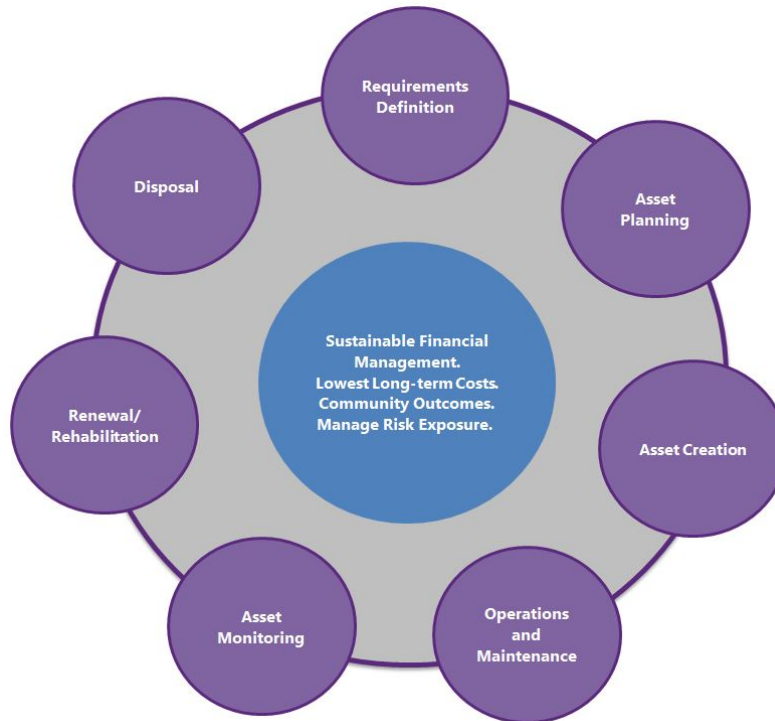 Requirements
Definition
Asset
Planning
Asset Creation
Operations
and
Maintenance
Asset
Monitoring
Renewal/
Rehabilitation
Disposal
Sustainable Financial
Management.
Lowest Long-term Costs.
Community Outcomes.
Manage Risk Exposure.